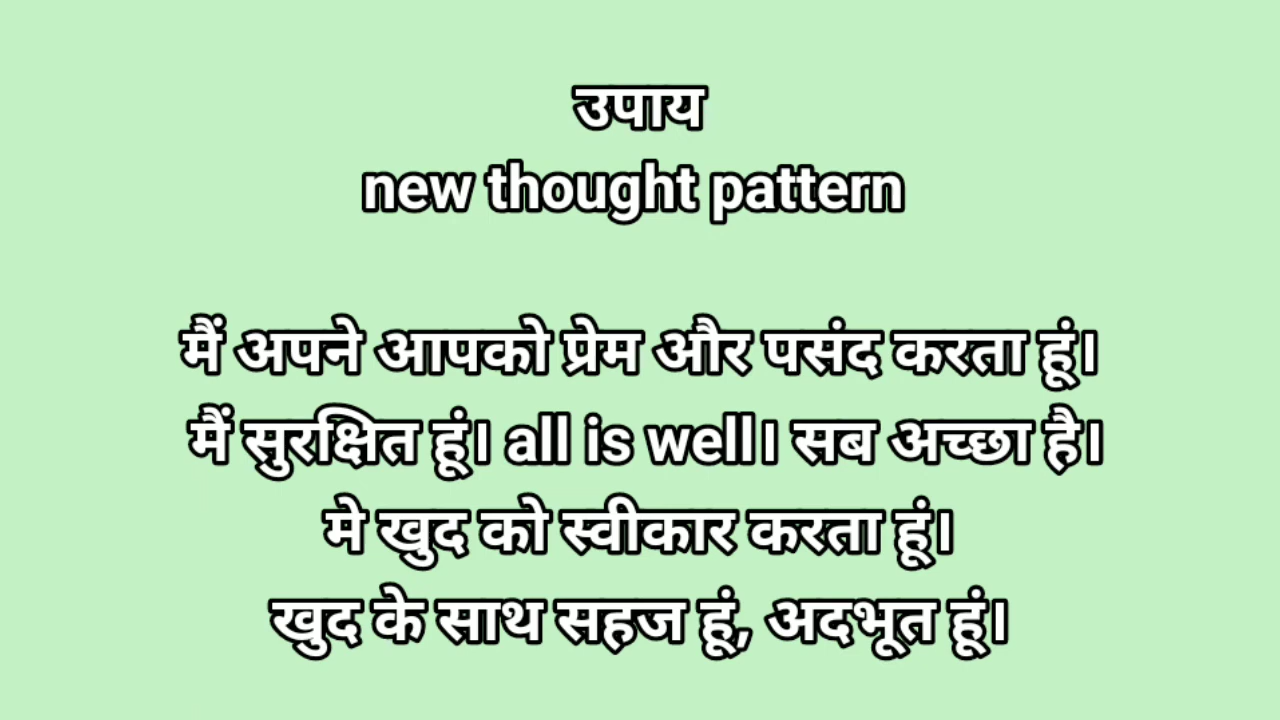 उपाय
new thought pattern
मैं अपने आपको प्रेम और पसंद करता हूं।
मैं सुरक्षित हूं। all is well। सब अच्छा है।
मे खुद को स्वीकार करता हूं।
खुद के साथ सहज हूं, अदभूत हूं।